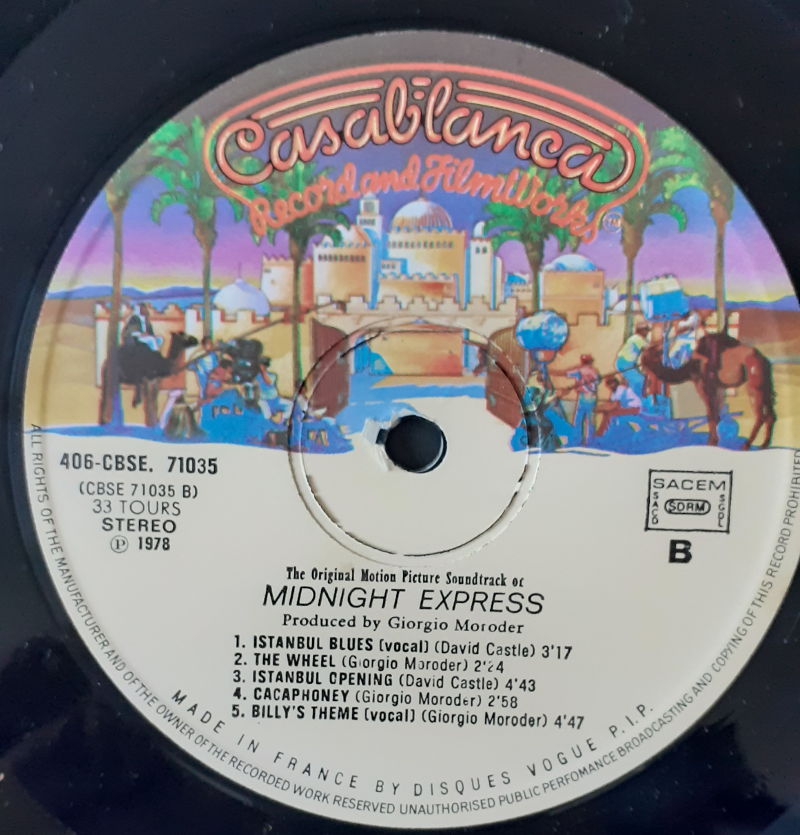 Casablanca
Record and FilmWorks TM
406-CBSE. 71035
(CBSE 71035 B)
33 TOURS
STEREO
℗ 1978
SACEM
SACD
SDRM
SGDL
B
The Original Motion Picture Soundtrack of
MIDNIGHT EXPRESS
Produced by Giorgio Moroder
1. ISTANBUL BLUES [vocal] (David Castle) 3'17
2. THE WHEEL (Giorgio Moroder) 2'24
3. ISTANBUL OPENING (David Castle) 4'43
4. CACAPHONEY (Giorgio Moroder) 2'58
5. BILLY'S THEME [vocal] (Giorgio Moroder) 4'47
MADE IN FRANCE BY DISQUES VOGUE P.I.P.
ALL RIGHTS OF THE MANUFACTURER AND OF THE OWNER OF THE RECORDED WORK RESERVED UNAUTHORISED PUBLIC PERFOMANCE BROADCASTING AND COPYING OF THIS RECORD PROHIBITED